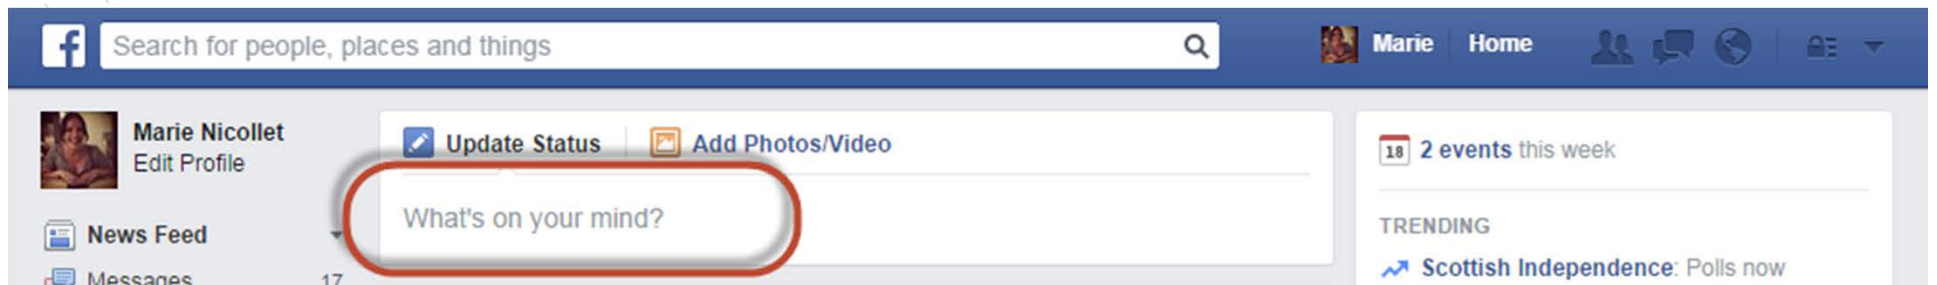 f Search for people, places and things Marie Home
Marie Nicollet
Edit Profile
News Feed
Messages 17
Update Status Add Photos/Video
What's on your mind?
18 2 events this week
TRENDING
Scottish Independence: Polls now